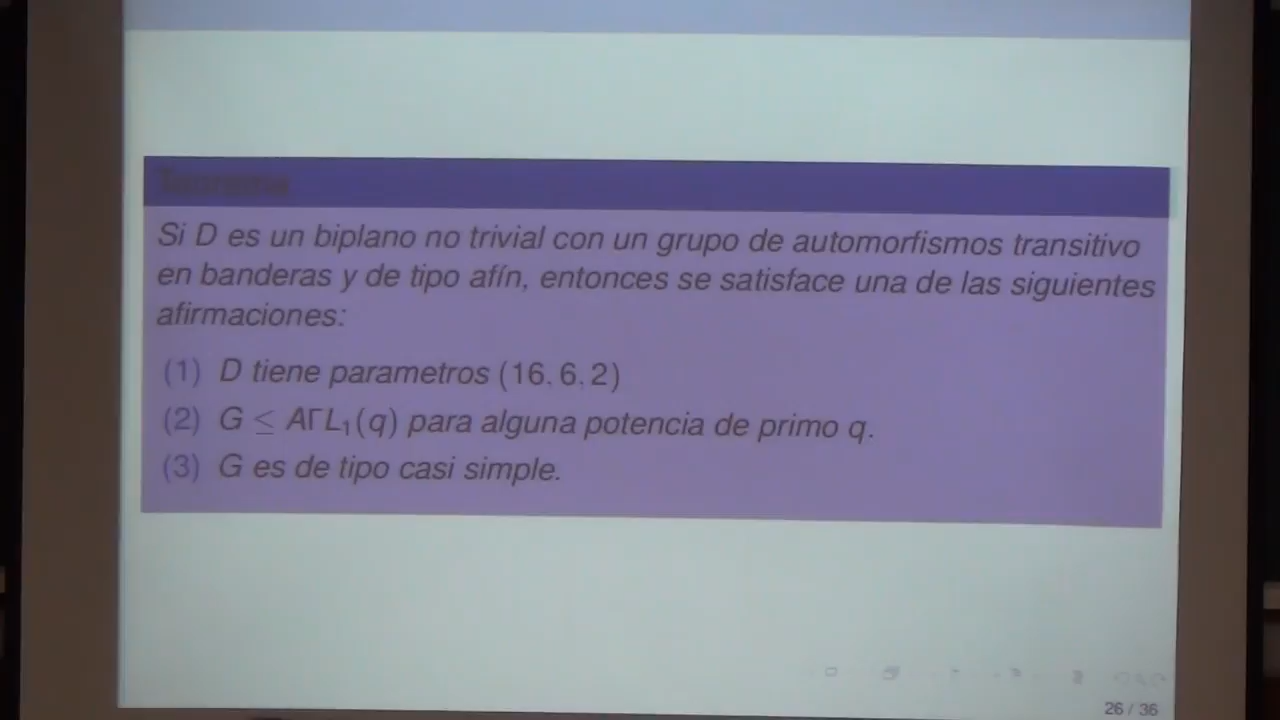 Teorema
Si D es un biplano no trivial con un grupo de automorfismos transitivo
en banderas y de tipo afín, entonces se satisface una de las siguientes
afirmaciones:
(1) D tiene parametros (16, 6, 2)
(2) G ≤ AΓL₁(q) para alguna potencia de primo q.
(3) G es de tipo casi simple.
26 / 36